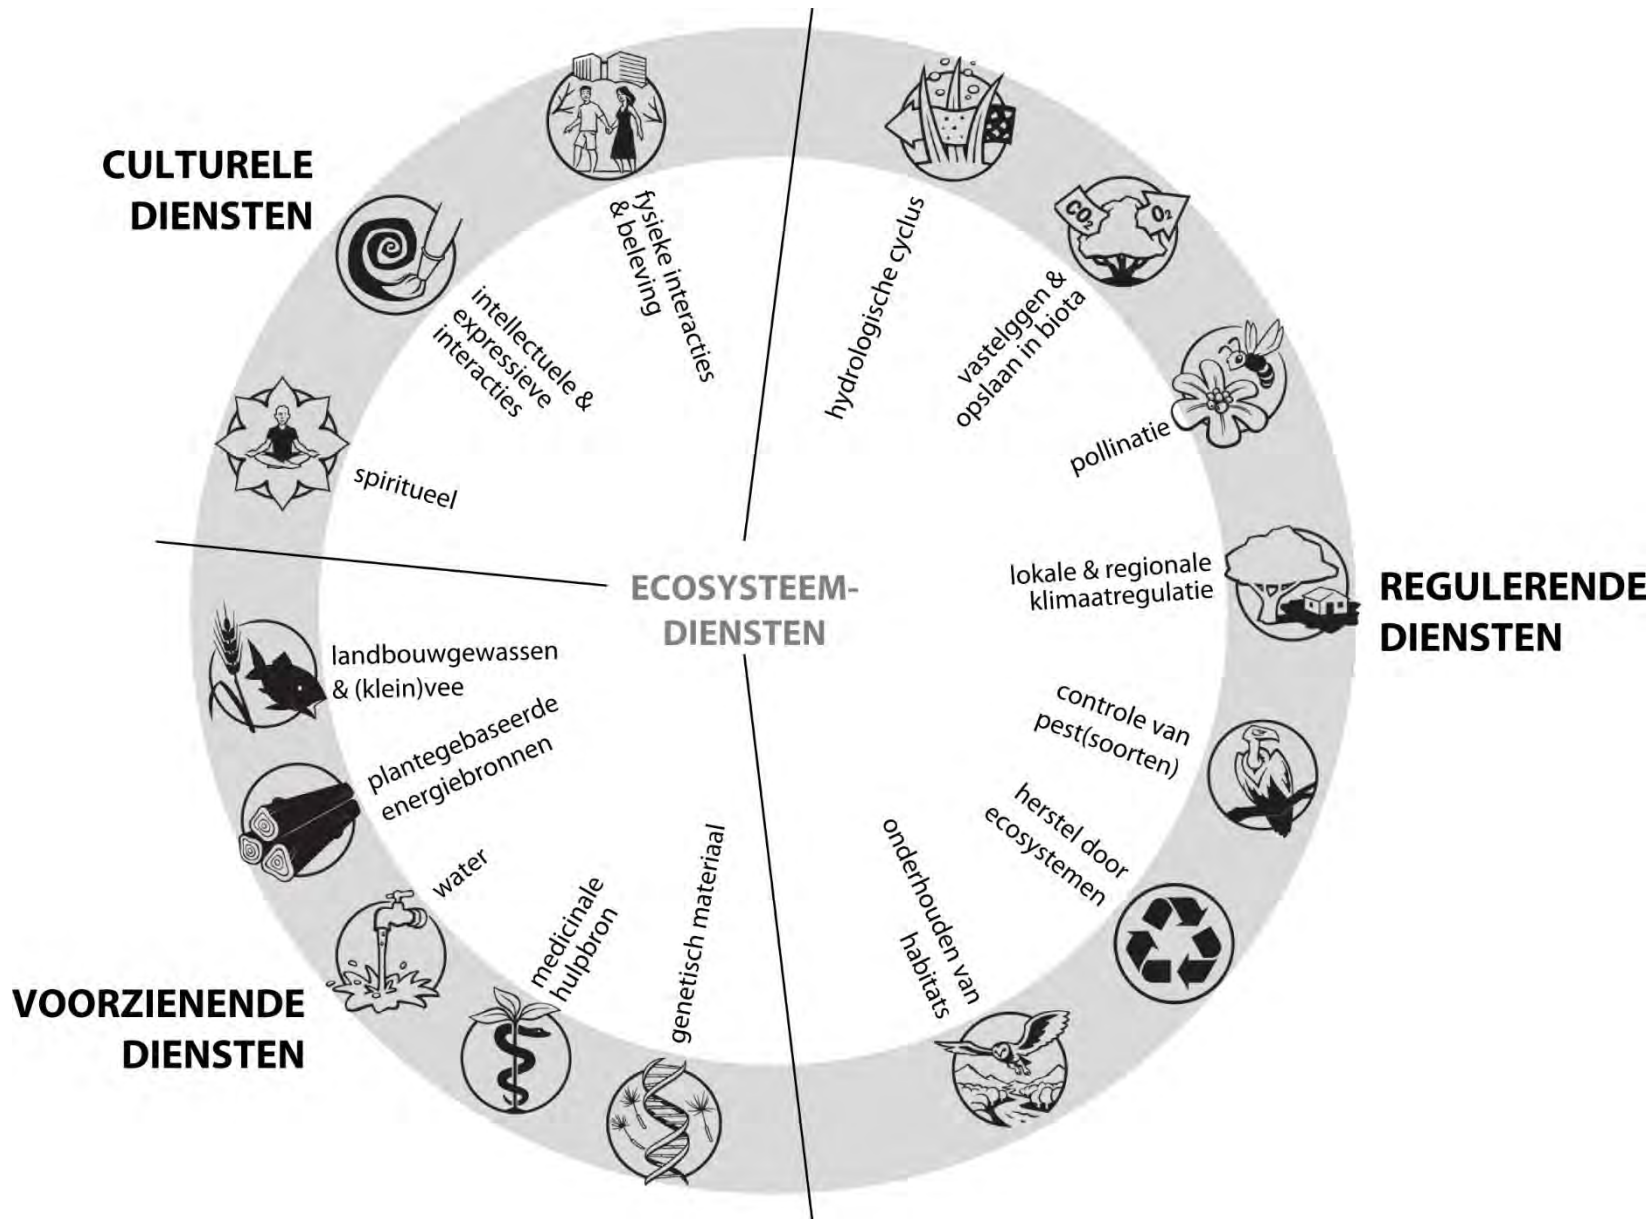 CULTURELE
DIENSTEN
fysieke interacties
& beleving
intellectuele &
expressieve
interacties
spiritueel
hydrologische cyclus
CO2
O2
vastelggen &
opslaan in biota
pollinatie
lokale & regionale
klimaatregulatie
REGULERENDE
DIENSTEN
ECOSYSTEEM-
DIENSTEN
controle van
pest(soorten)
herstel door
ecosystemen
onderhouden van
habitats
landbouwgewassen
& (klein)vee
plantegebaseerde
energiebronnen
water
medicinale
hulpbron
genetisch materiaal
VOORZIENENDE
DIENSTEN